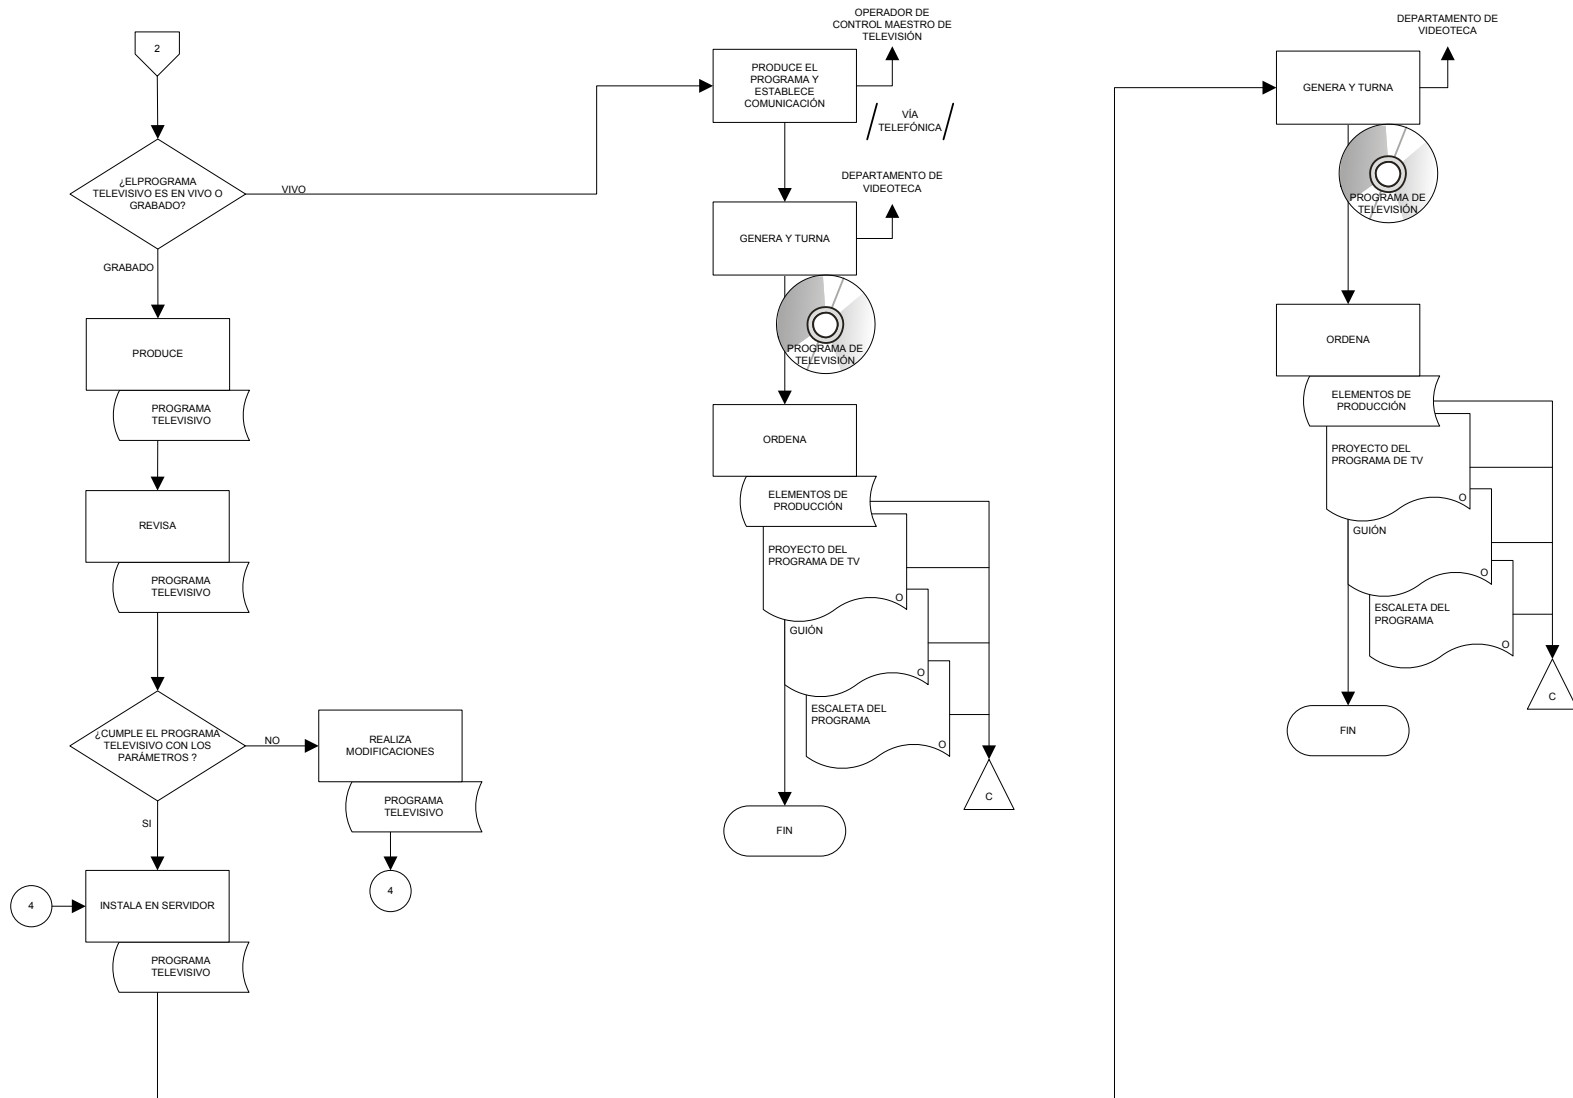 2
¿ELPROGRAMA
TELEVISIVO ES EN VIVO O
GRABADO?
VIVO
GRABADO
PRODUCE
PROGRAMA
TELEVISIVO
REVISA
PROGRAMA
TELEVISIVO
¿CUMPLE EL PROGRAMA
TELEVISIVO CON LOS
PARÁMETROS ?
NO
REALIZA
MODIFICACIONES
PROGRAMA
TELEVISIVO
4
SI
4
INSTALA EN SERVIDOR
PROGRAMA
TELEVISIVO
OPERADOR DE
CONTROL MAESTRO DE
TELEVISIÓN
PRODUCE EL
PROGRAMA Y
ESTABLECE
COMUNICACIÓN
VÍA
TELEFÓNICA
DEPARTAMENTO DE
VIDEOTECA
GENERA Y TURNA
PROGRAMA DE
TELEVISIÓN
ORDENA
ELEMENTOS DE
PRODUCCIÓN
PROYECTO DEL
PROGRAMA DE TV
O
GUIÓN
O
ESCALETA DEL
PROGRAMA
O
C
FIN
DEPARTAMENTO DE
VIDEOTECA
GENERA Y TURNA
PROGRAMA DE
TELEVISIÓN
ORDENA
ELEMENTOS DE
PRODUCCIÓN
PROYECTO DEL
PROGRAMA DE TV
O
GUIÓN
O
ESCALETA DEL
PROGRAMA
O
C
FIN